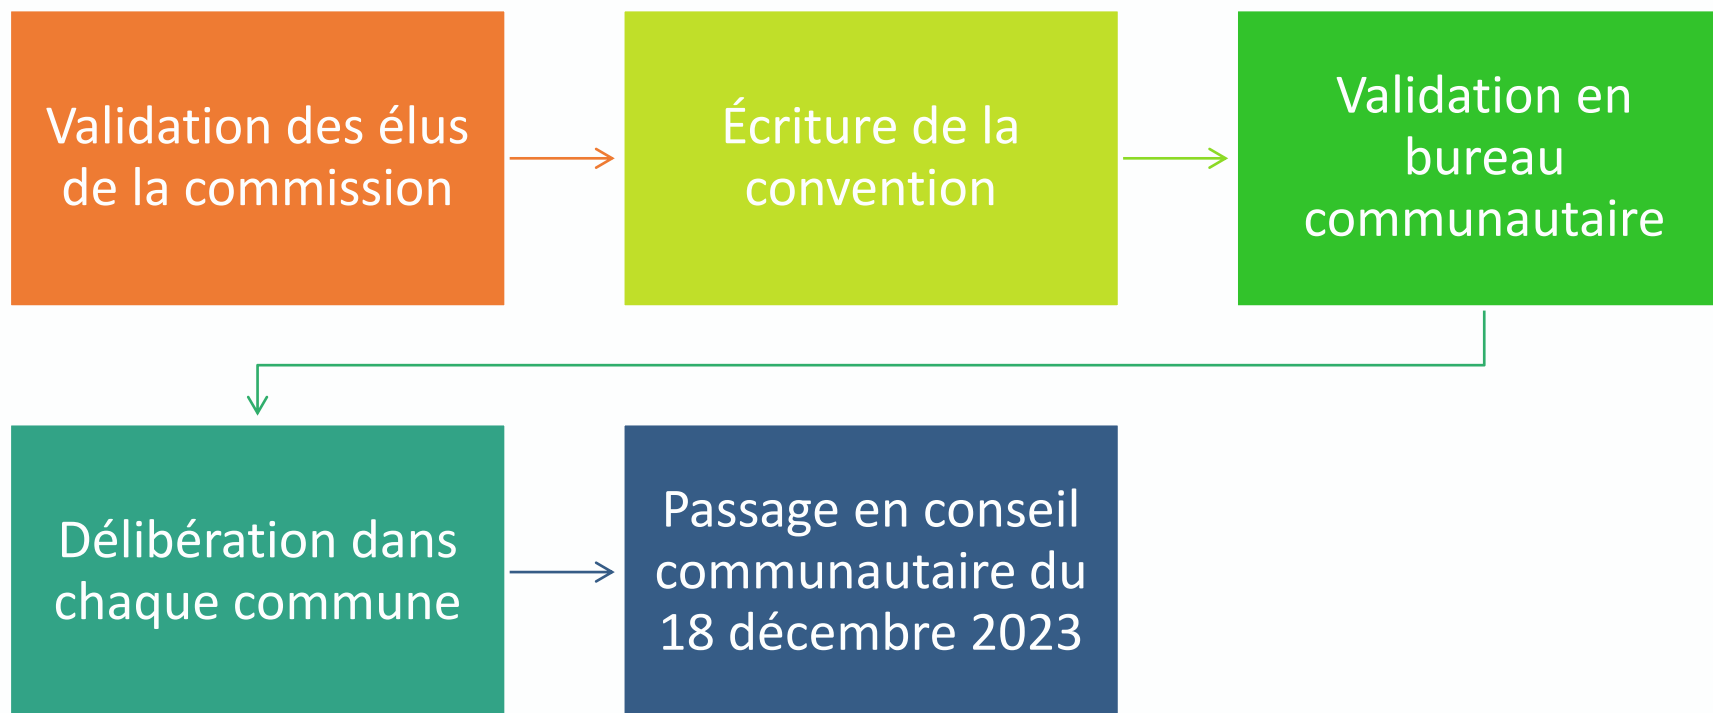 Validation des élus
de la commission
Écriture de la
convention
Validation en
bureau
communautaire
Délibération dans
chaque commune
Passage en conseil
communautaire du
18 décembre 2023